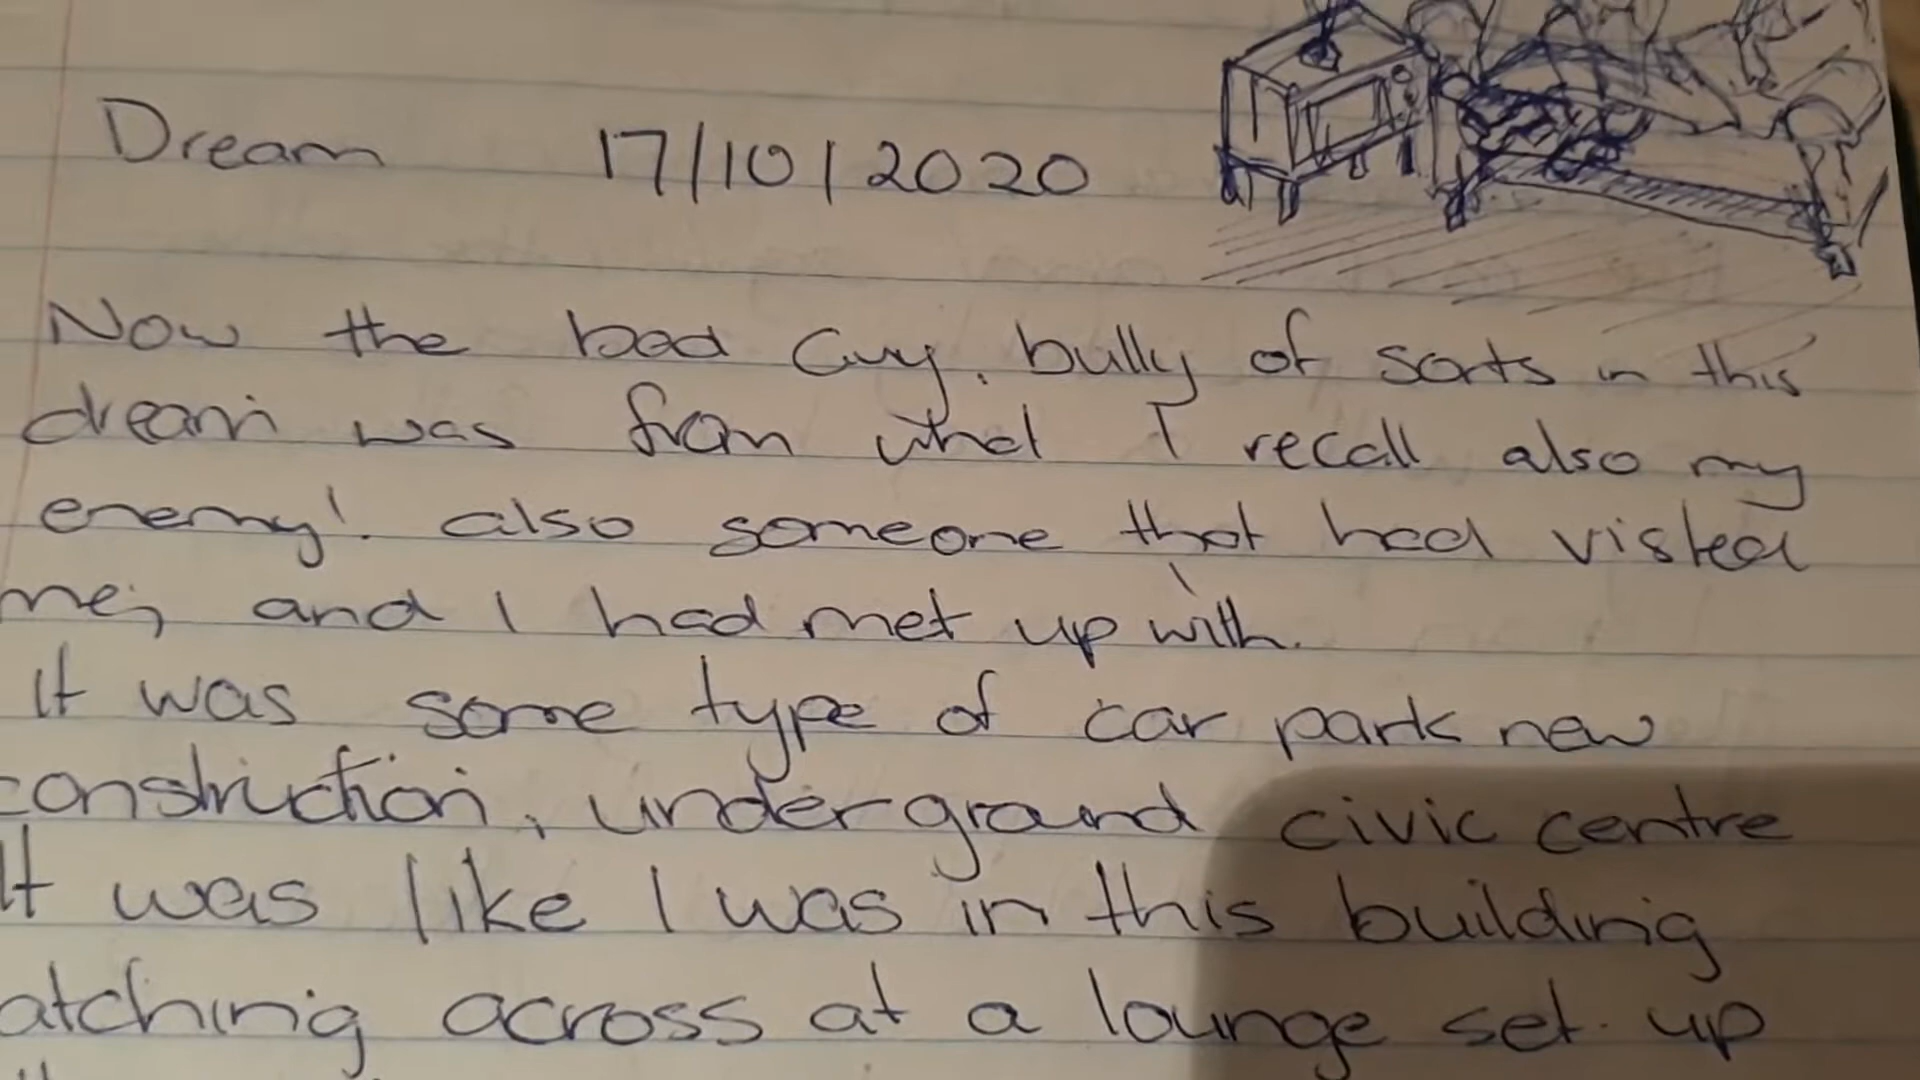 Dream 17/10/2020
Now the bad Guy, bully of sorts in this
dream was from what I recall also my
enemy! also someone that had visted
me, and I had met up with.
It was some type of car park new
construction, underground civic centre
It was like I was in this building
atching across at a lounge set up